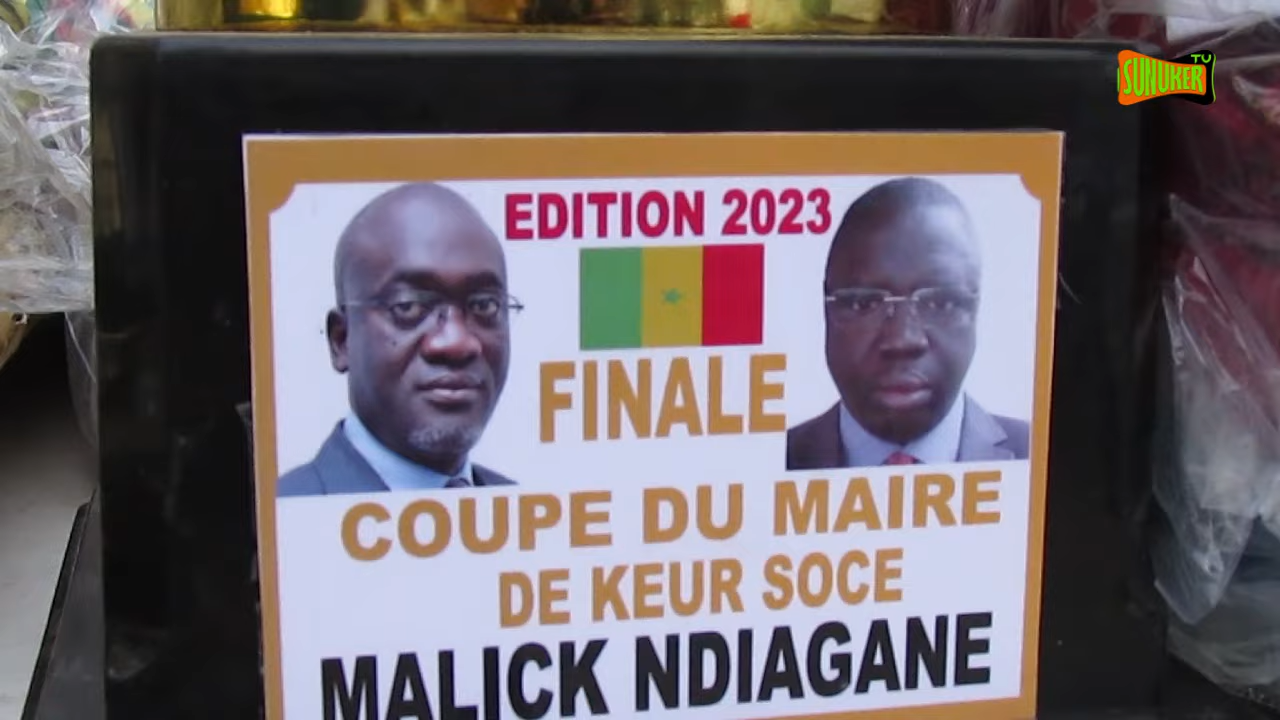 SUNUKER TV
EDITION 2023
FINALE
COUPE DU MAIRE
DE KEUR SOCE
MALICK NDIAGANE